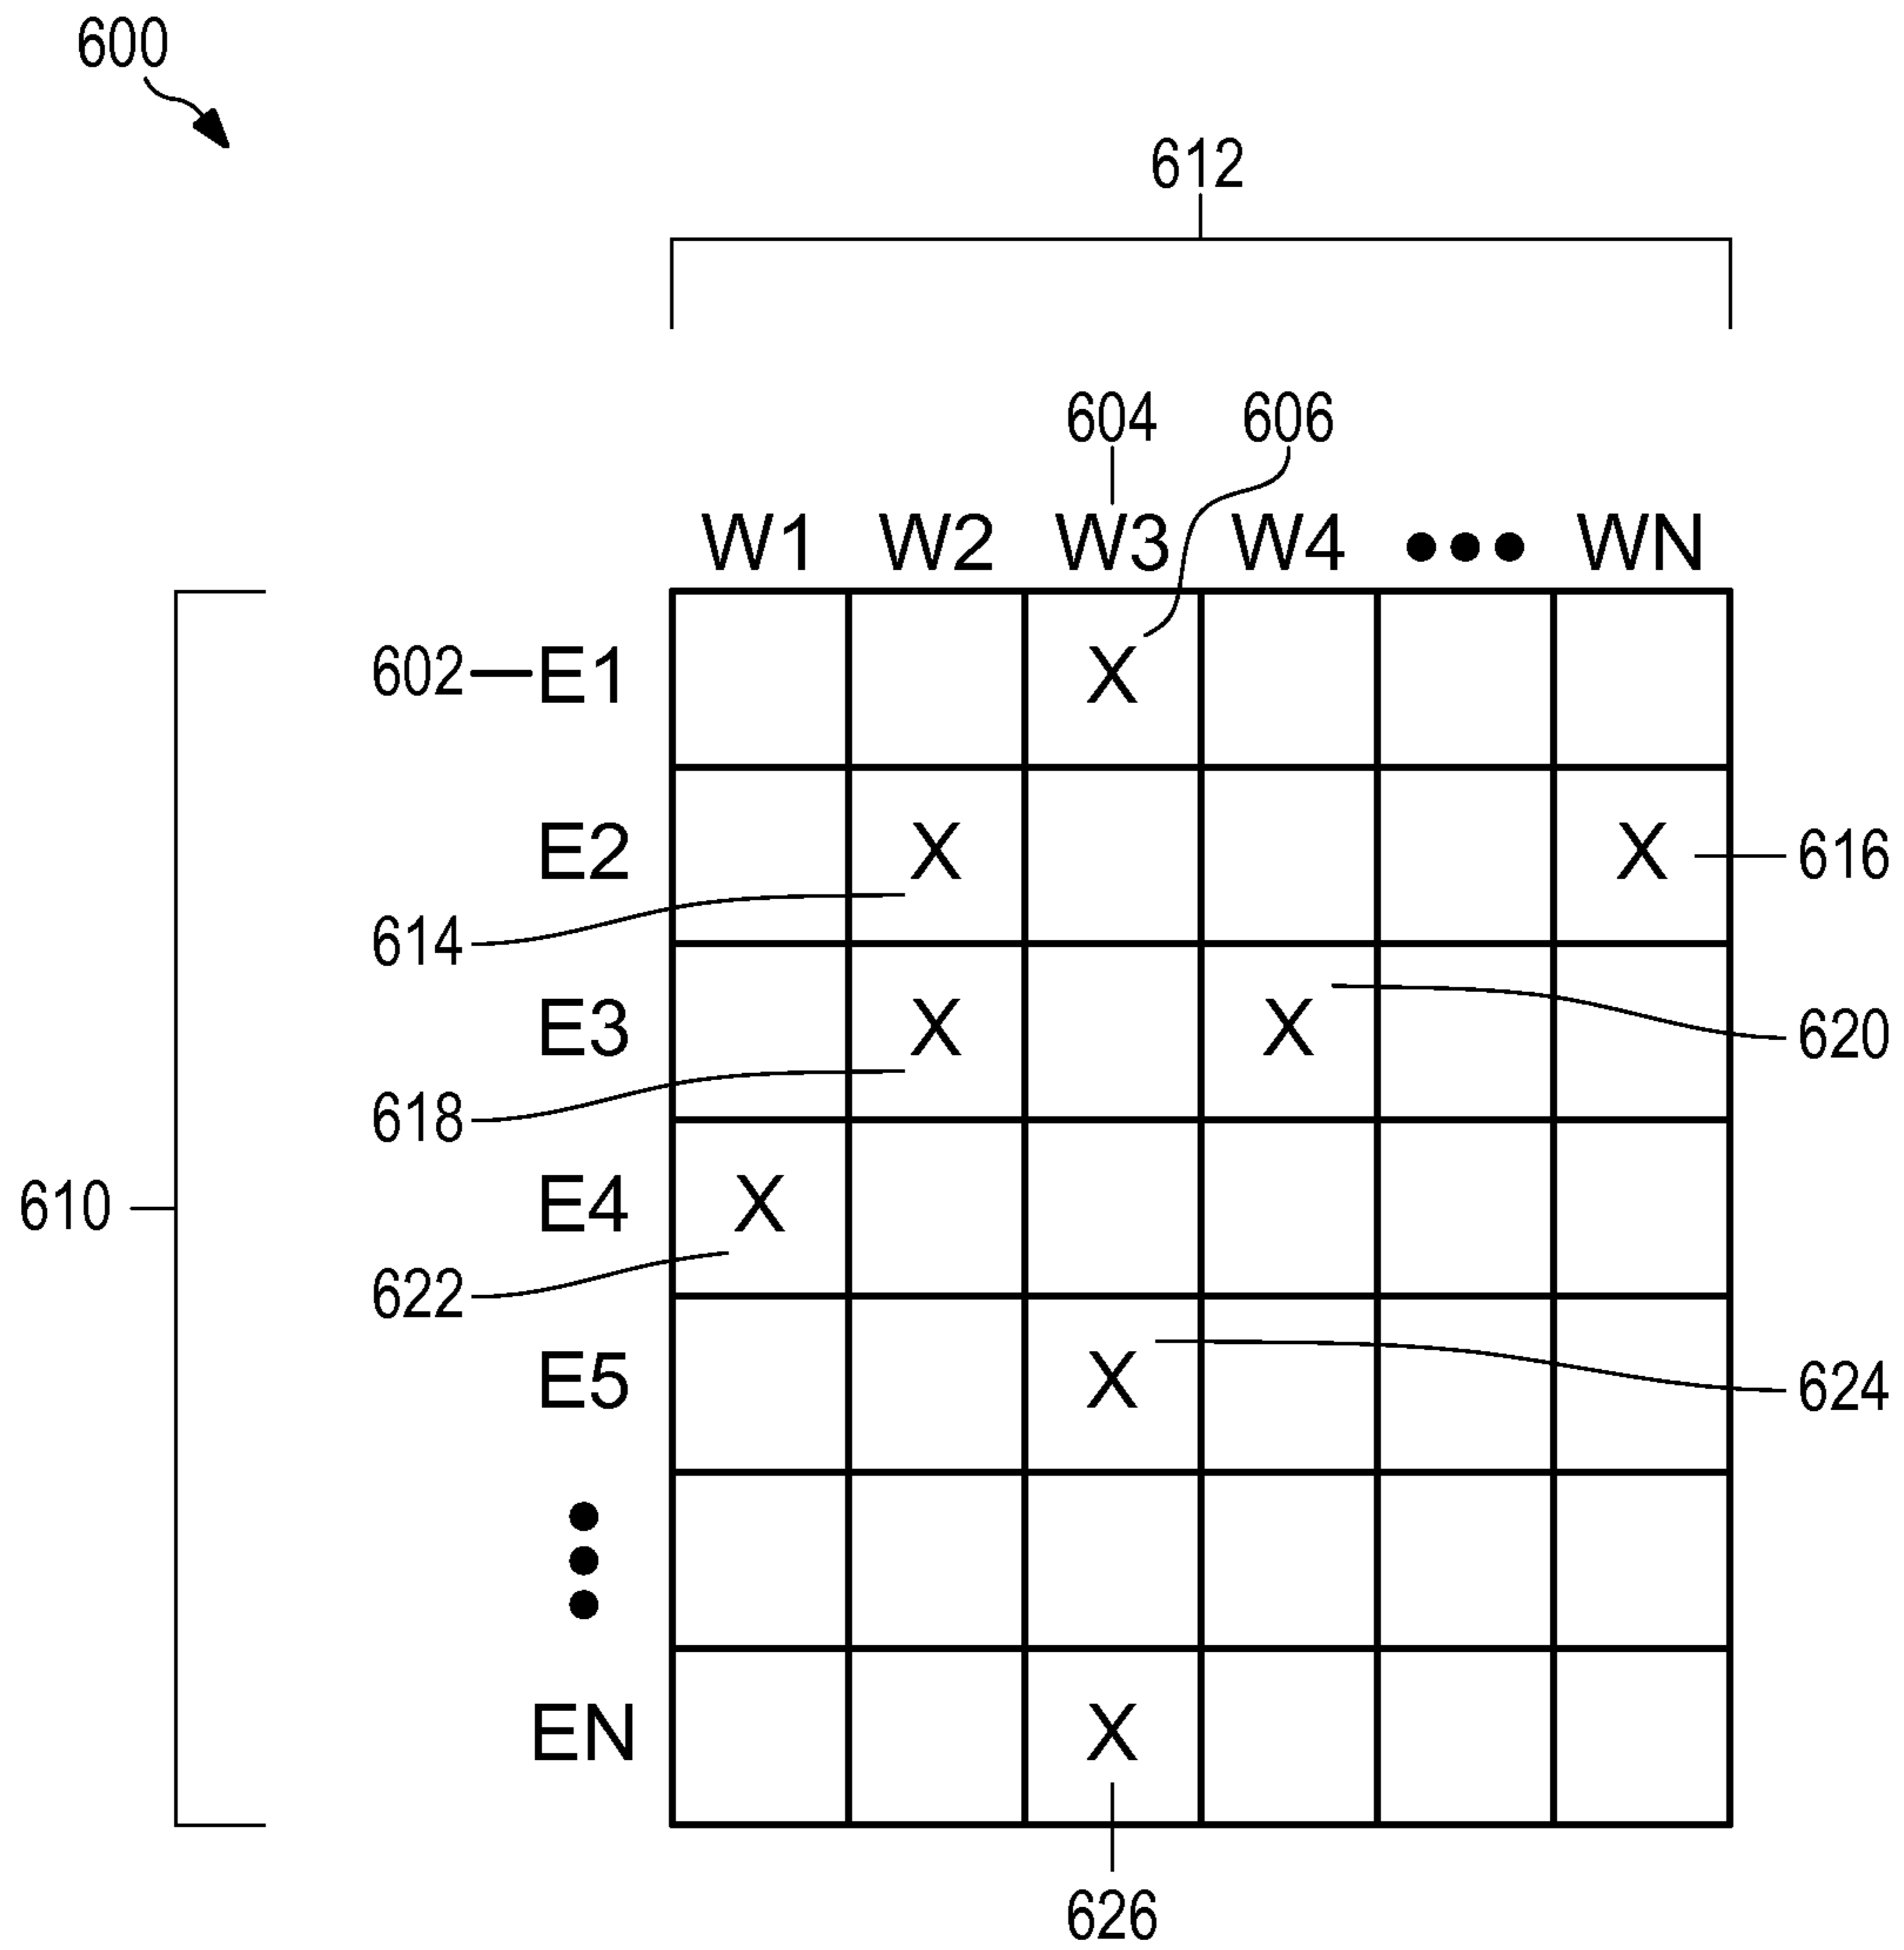 600
612
604 606
W1 W2 W3 W4 ••• WN
602 E1 X
E2 X X 616
614
E3 X X 620
618
610 E4 X
622
E5 X 624
•••
EN X
626